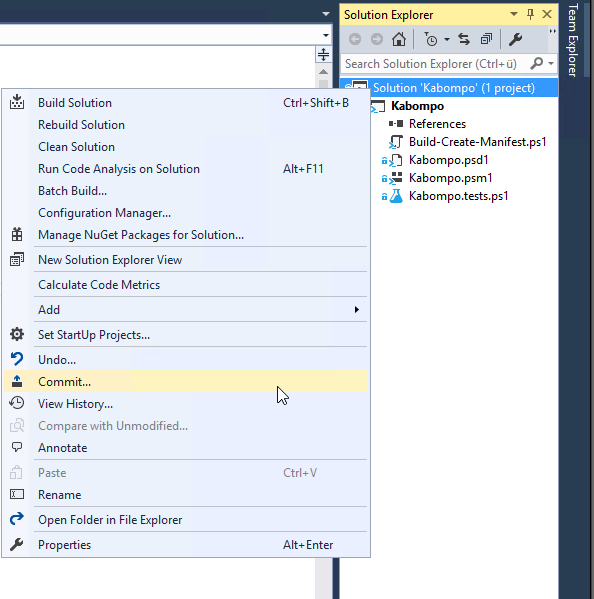 Solution Explorer
Team Explorer
Search Solution Explorer (Ctrl+ü)
Solution 'Kabompo' (1 project)
Kabompo
References
Build-Create-Manifest.ps1
Kabompo.psd1
Kabompo.psm1
Kabompo.tests.ps1
Build Solution Ctrl+Shift+B
Rebuild Solution
Clean Solution
Run Code Analysis on Solution Alt+F11
Batch Build...
Configuration Manager...
Manage NuGet Packages for Solution...
New Solution Explorer View
Calculate Code Metrics
Add
Set StartUp Projects...
Undo...
Commit...
View History...
Compare with Unmodified...
Annotate
Paste Ctrl+V
Rename
Open Folder in File Explorer
Properties Alt+Enter